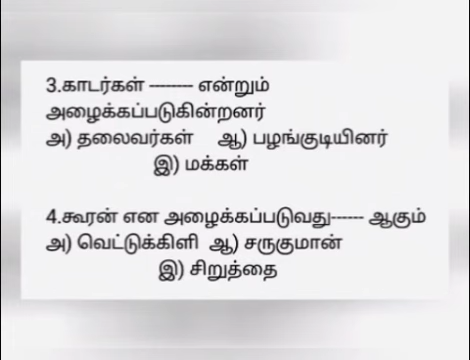 3.காடர்கள் -------- என்றும்
அழைக்கப்படுகின்றனர்
அ) தலைவர்கள் ஆ) பழங்குடியினர்
இ) மக்கள்
4.கூரன் என அழைக்கப்படுவது------ ஆகும்
அ) வெட்டுக்கிளி ஆ) சருகுமான்
இ) சிறுத்தை